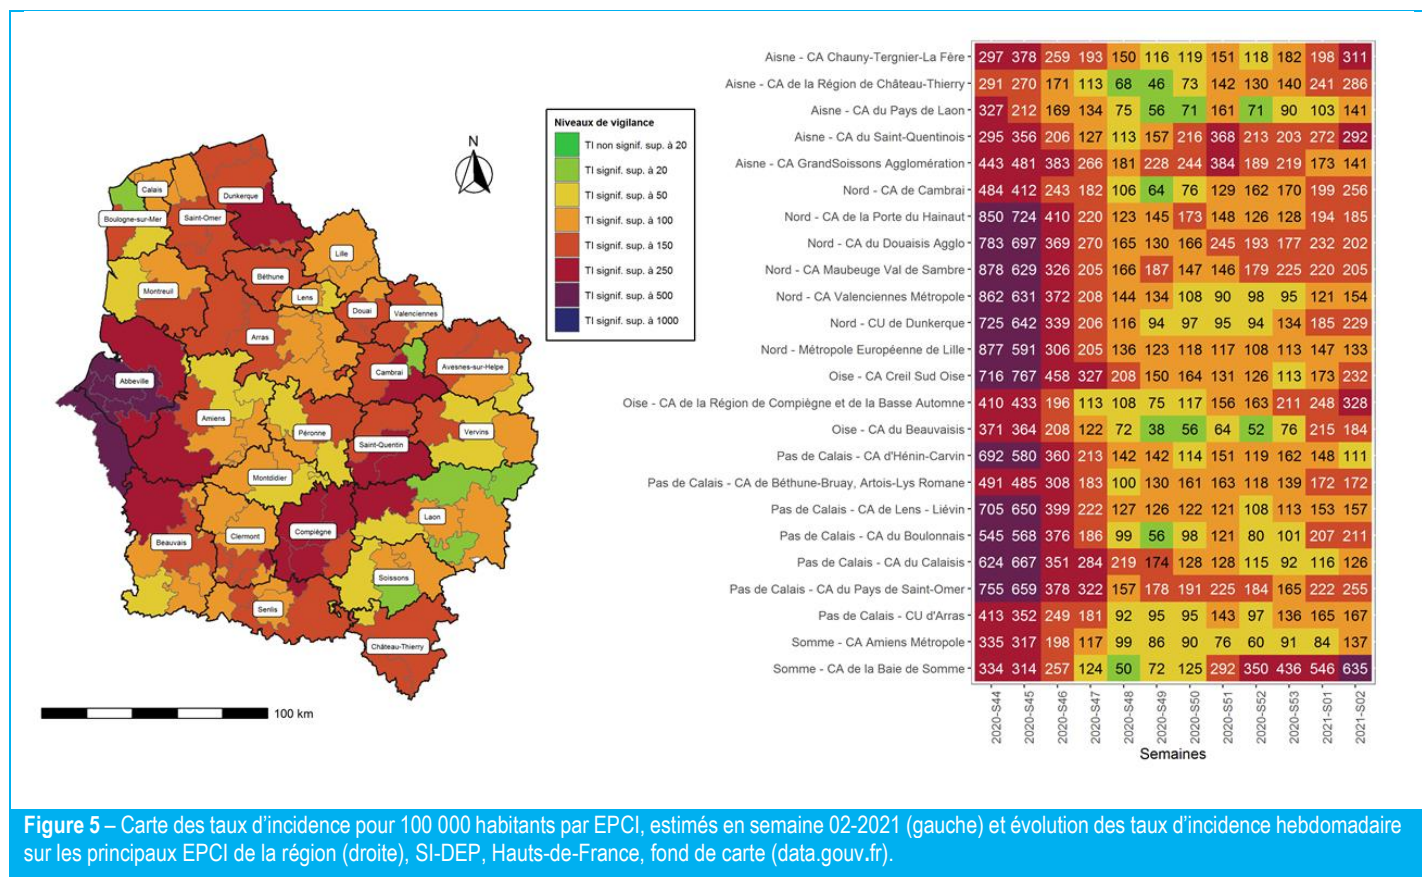 N
Niveaux de vigilance
TI non signif. sup. à 20
TI signif. sup. à 20
TI signif. sup. à 50
TI signif. sup. à 100
TI signif. sup. à 150
TI signif. sup. à 250
TI signif. sup. à 500
TI signif. sup. à 1000
Calais
Dunkerque
Boulogne-sur-Mer
Saint-Omer
Lille
Béthune
Montreuil
Lens
Douai
Valenciennes
Arras
Cambrai
Avesnes-sur-Helpe
Abbeville
Amiens
Péronne
Vervins
Saint-Quentin
Montdidier
Laon
Clermont
Compiègne
Beauvais
Soissons
Senlis
Château-Thierry
100 km
Aisne - CA Chauny-Tergnier-La Fère 297 378 259 193 150 116 119 151 118 182 198 311
Aisne - CA de la Région de Château-Thierry 291 270 171 113 68 46 73 142 130 140 241 286
Aisne - CA du Pays de Laon 327 212 169 134 75 56 71 161 71 90 103 141
Aisne - CA du Saint-Quentinois 295 356 206 127 113 157 216 368 213 203 272 292
Aisne - CA GrandSoissons Agglomération 443 481 383 266 181 228 244 384 189 219 173 141
Nord - CA de Cambrai 484 412 243 182 106 64 76 129 162 170 199 256
Nord - CA de la Porte du Hainaut 850 724 410 220 123 145 173 148 126 128 194 185
Nord - CA du Douaisis Agglo 783 697 369 270 165 130 166 245 193 177 232 202
Nord - CA Maubeuge Val de Sambre 878 629 326 205 166 187 147 146 179 225 220 205
Nord - CA Valenciennes Métropole 862 631 372 208 144 134 108 90 98 95 121 154
Nord - CU de Dunkerque 725 642 339 206 116 94 97 95 94 134 185 229
Nord - Métropole Européenne de Lille 877 591 306 205 136 123 118 117 108 113 147 133
Oise - CA Creil Sud Oise 716 767 458 327 208 150 164 131 126 113 173 232
Oise - CA de la Région de Compiègne et de la Basse Automne 410 433 196 113 108 75 117 156 163 211 248 328
Oise - CA du Beauvaisis 371 364 208 122 72 38 56 64 52 76 215 184
Pas de Calais - CA d'Hénin-Carvin 692 580 360 213 142 142 114 151 119 162 148 111
Pas de Calais - CA de Béthune-Bruay, Artois-Lys Romane 491 485 308 183 100 130 161 163 118 139 172 172
Pas de Calais - CA de Lens - Liévin 705 650 399 222 127 126 122 121 108 113 153 157
Pas de Calais - CA du Boulonnais 545 568 376 186 99 56 98 121 80 101 207 211
Pas de Calais - CA du Calaisis 624 667 351 284 219 174 128 128 115 92 116 126
Pas de Calais - CA du Pays de Saint-Omer 755 659 378 322 157 178 191 225 184 165 222 255
Pas de Calais - CU d'Arras 413 352 249 181 92 95 95 143 97 136 165 167
Somme - CA Amiens Métropole 335 317 198 117 99 86 90 76 60 91 84 137
Somme - CA de la Baie de Somme 334 314 257 124 50 72 125 292 350 436 546 635
2020-S44 2020-S45 2020-S46 2020-S47 2020-S48 2020-S49 2020-S50 2020-S51 2020-S52 2020-S53 2021-S01 2021-S02
Semaines
Figure 5 – Carte des taux d'incidence pour 100 000 habitants par EPCI, estimés en semaine 02-2021 (gauche) et évolution des taux d'incidence hebdomadaire
sur les principaux EPCI de la région (droite), SI-DEP, Hauts-de-France, fond de carte (data.gouv.fr).